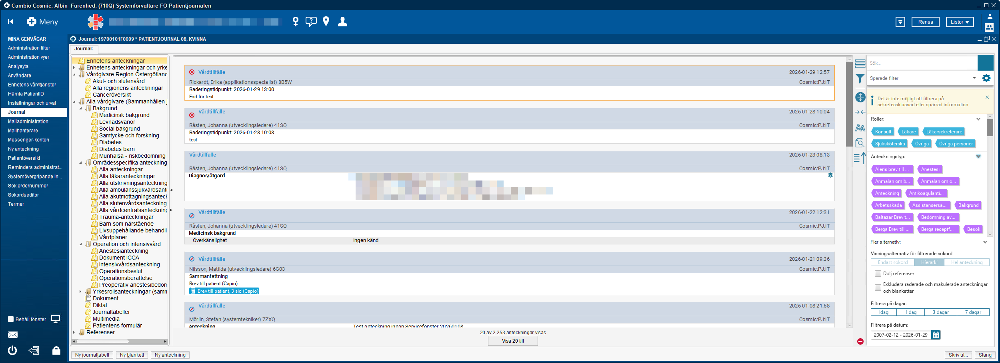 Cambio Cosmic, Albin Furenhed, (710Q) Systemförvaltare FO Patientjournalen
Meny
Rensa
Listor
MINA GENVÄGAR
Administration filter
Administration vyer
Analysyta
Användare
Enhetens vårdtjänster
Hämta PatientID
Inställningar och urval
Journal
Malladministration
Mallhanterare
Messenger-konton
Ny anteckning
Patientöversikt
Reminders administrat...
Systemövergripande in...
Sök ordernummer
Sökordseditor
Termer
Behåll fönster
Journal: 19700101F0009 * PATIENTJOURNAL 08, KVINNA
Journal:
Enhetens anteckningar
Enhetens anteckningar och yrke
Vårdgivare Region Östergötland
Akut- och slutenvård
Alla regionens anteckningar
Canceröversikt
Alla vårdgivare (Sammanhållen j
Bakgrund
Medicinsk bakgrund
Levnadsvanor
Social bakgrund
Samtycke och forskning
Diabetes
Diabetes barn
Munhälsa - riskbedömning
Områdesspecifika anteckning
Alla anteckningar
Alla läkaranteckningar
Alla utskrivningsanteckning
Alla ambulanssjukvårdsant
Alla akutmottagningsanteck
Alla slutenvårdsanteckning
Alla vårdcentralsanteckning
Trauma-anteckningar
Barn som närstående
Livsuppehållande behandli
Vårdplaner
Operation och intensivvård
Anestesianteckning
Dokument ICCA
Intensivvårdsanteckning
Operationsbeslut
Operationsberättelse
Preoperativ anestesibedöm
Yrkesrollsanteckningar (samm
Dokument
Diktat
Journaltabeller
Multimedia
Patientens formulär
Referenser
Vårdtillfälle 2026-01-29 12:57
Rickardt, Erika (applikationsspecialist) 8B5W Cosmic:PJ:IT
Raderingstidpunkt: 2026-01-29 13:00
End för test
Vårdtillfälle 2026-01-28 10:04
Råsten, Johanna (utvecklingsledare) 41SQ Cosmic:PJ:IT
Raderingstidpunkt: 2026-01-28 10:08
test
Vårdtillfälle 2026-01-23 08:13
Råsten, Johanna (utvecklingsledare) 41SQ Cosmic:PJ:IT
Diagnos/åtgärd
Vårdtillfälle 2026-01-22 12:31
Råsten, Johanna (utvecklingsledare) 41SQ Cosmic:PJ:IT
Medicinsk bakgrund
Överkänslighet Ingen känd
Vårdtillfälle 2026-01-21 09:36
Nilsson, Matilda (utvecklingsledare) 6G03 Cosmic:PJ:IT
Sammanfattning
Brev till patient (Capio)
Brev till patient, 3 sid (Capio)
Vårdtillfälle 2026-01-08 21:58
Mörlin, Stefan (systemtekniker) 7ZXQ Cosmic:PJ:IT
Anteckning Test anteckning innan Servicefönster 20260108
20 av 2 253 anteckningar visas
Visa 20 till
Sök...
Sparade filter
Det är inte möjligt att filtrera på
sekretessklassad eller spärrad information
Roller:
Konsult Läkare Läkarsekreterare
Sjuksköterska Övriga Övriga personer
Anteckningstyp:
Aleris brev till ... Anestesi
Anmälan om b... Anmälan om o...
Anteckning Antikoagulanti...
Arbetsskada Assistansersä... Bakgrund
Baltazar Brev t... Bedömning av...
Berga Brev till ... Berga receptf... Besök
Fler alternativ:
Visningsalternativ för filtrerade sökord:
Endast sökord Hierarki Hel anteckning
Dölj referenser
Exkludera raderade och makulerade anteckningar
och blanketter
Filtrera på dagar:
Idag 1 dag 3 dagar 7 dagar
Filtrera på datum:
2007-02-12 - 2026-01-29
Ny journaltabell Ny blankett Ny anteckning
Skriv ut... Stäng